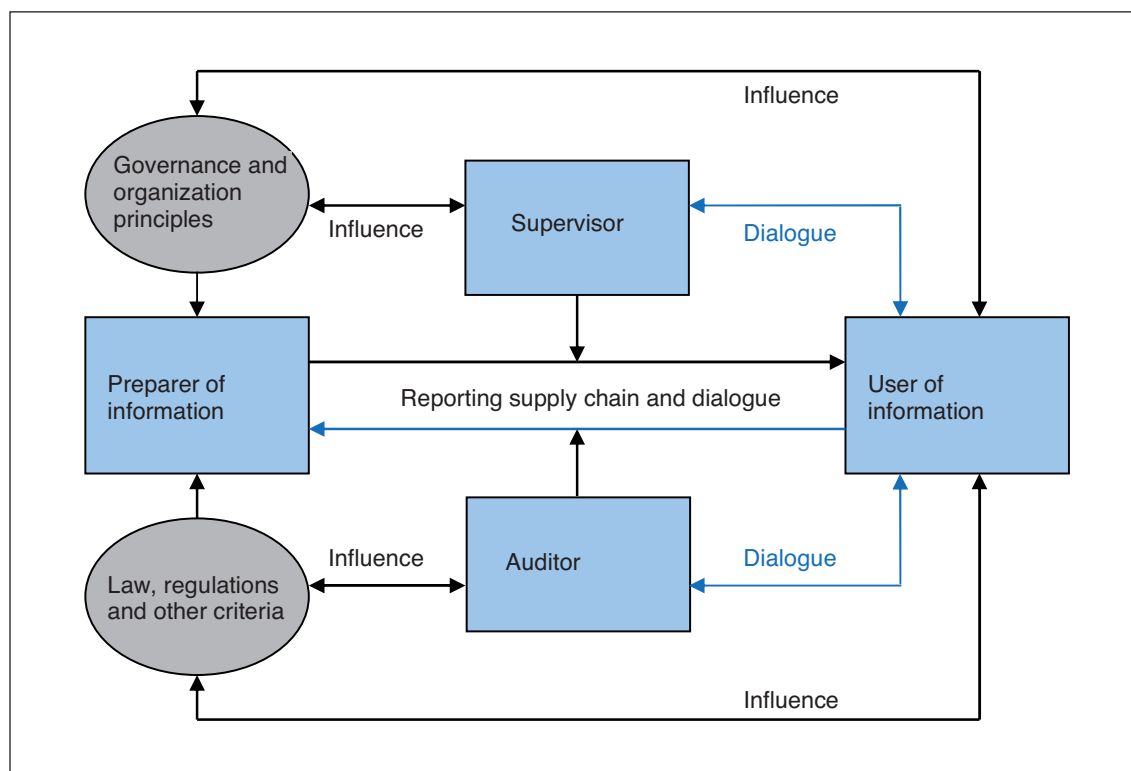 Influence
Governance and
organization
principles
Influence
Supervisor
Dialogue
Preparer of
information
Reporting supply chain and dialogue
User of
information
Law, regulations
and other criteria
Influence
Auditor
Dialogue
Influence